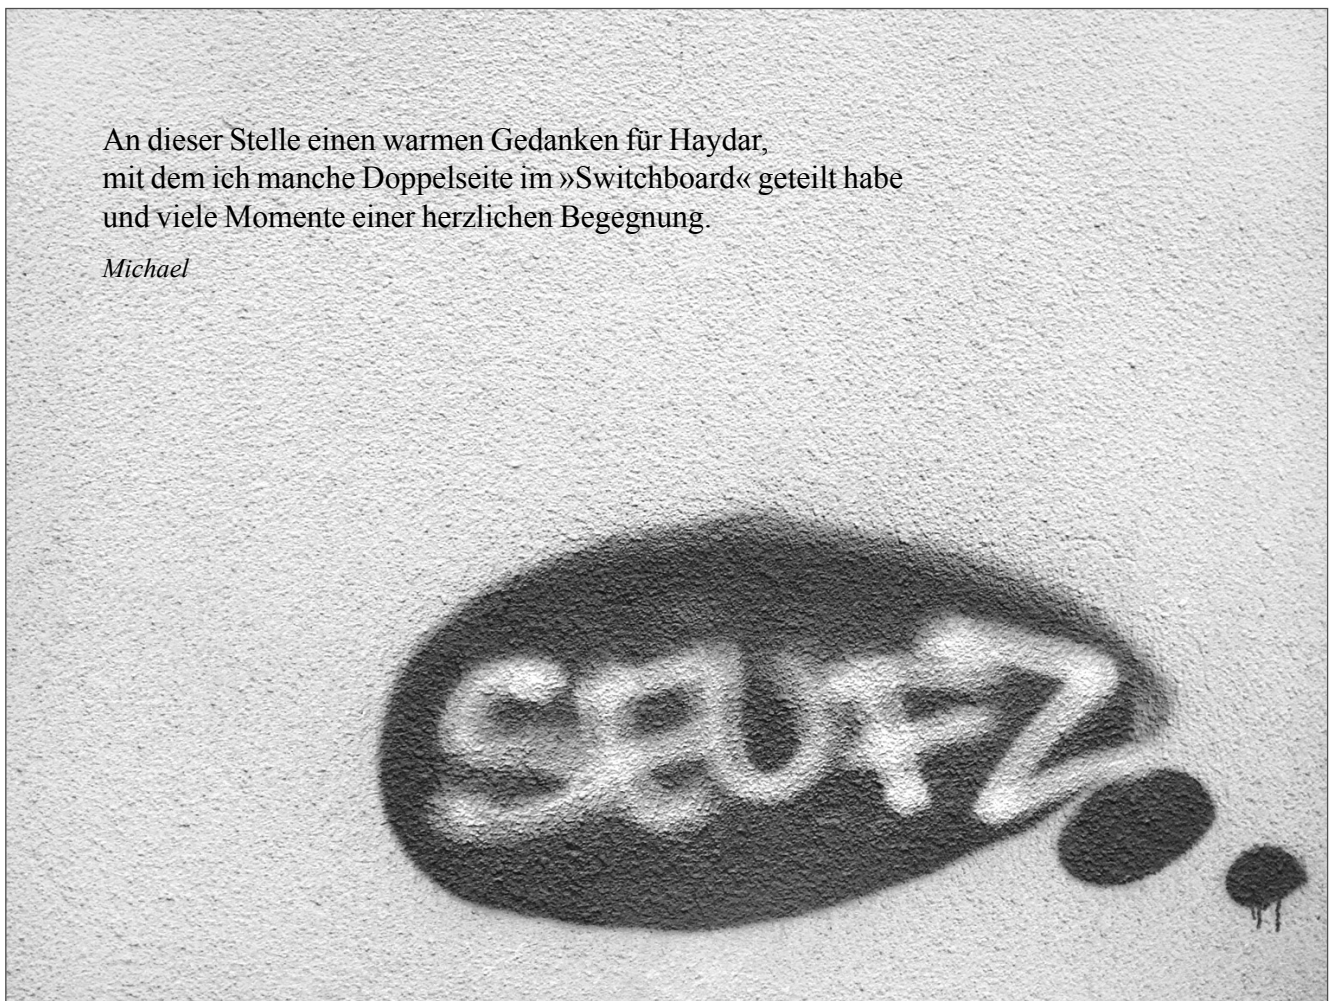 An dieser Stelle einen warmen Gedanken für Haydar,
mit dem ich manche Doppelseite im »Switchboard« geteilt habe
und viele Momente einer herzlichen Begegnung.
Michael
SEUFZ